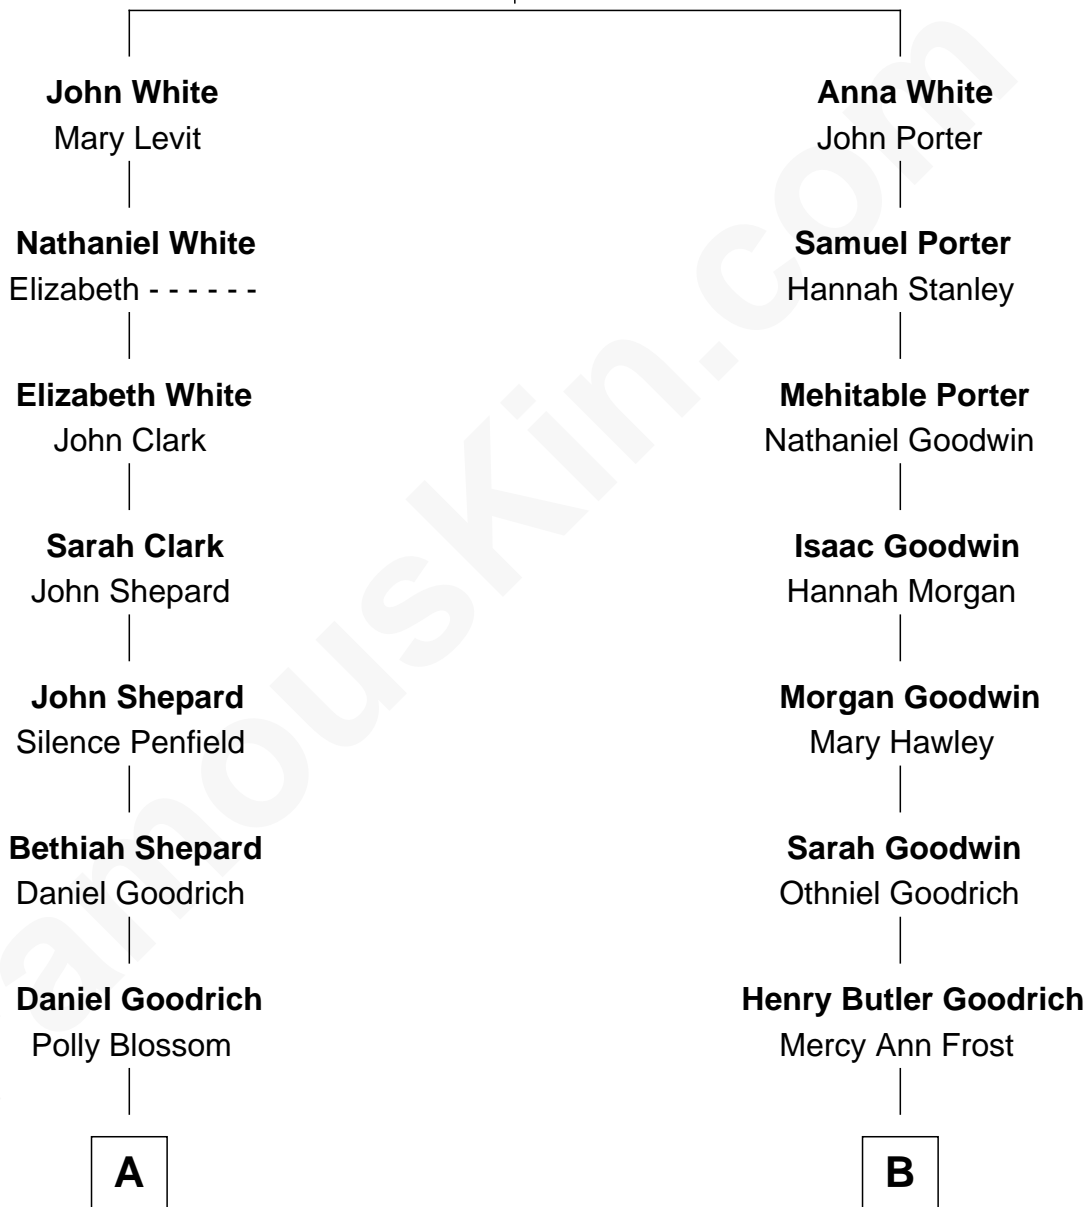 John White
Mary Levit
Nathaniel White
Elizabeth - - - - - -
Elizabeth White
John Clark
Sarah Clark
John Shepard
John Shepard
Silence Penfield
Bethiah Shepard
Daniel Goodrich
Daniel Goodrich
Polly Blossom
A
Anna White
John Porter
Samuel Porter
Hannah Stanley
Mehitable Porter
Nathaniel Goodwin
Isaac Goodwin
Hannah Morgan
Morgan Goodwin
Mary Hawley
Sarah Goodwin
Othniel Goodrich
Henry Butler Goodrich
Mercy Ann Frost
B
amouskin.com